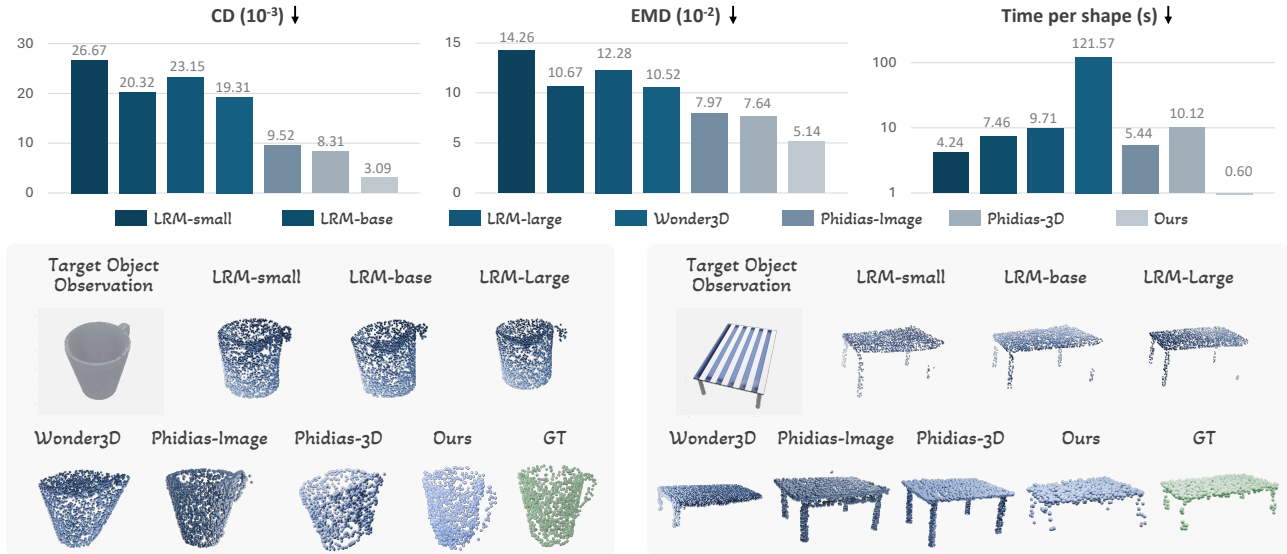 CD (10-3) ↓
30
20
10
0
26.67
20.32
23.15
19.31
9.52
8.31
3.09
EMD (10-2) ↓
15
10
5
0
14.26
10.67
12.28
10.52
7.97
7.64
5.14
Time per shape (s) ↓
100
10
1
4.24
7.46
9.71
121.57
5.44
10.12
0.60
LRM-small LRM-base LRM-large Wonder3D Phidias-Image Phidias-3D Ours
Target Object
Observation
LRM-small LRM-base LRM-Large
Wonder3D Phidias-Image Phidias-3D Ours GT
Target Object
Observation
LRM-small LRM-base LRM-Large
Wonder3D Phidias-Image Phidias-3D Ours GT